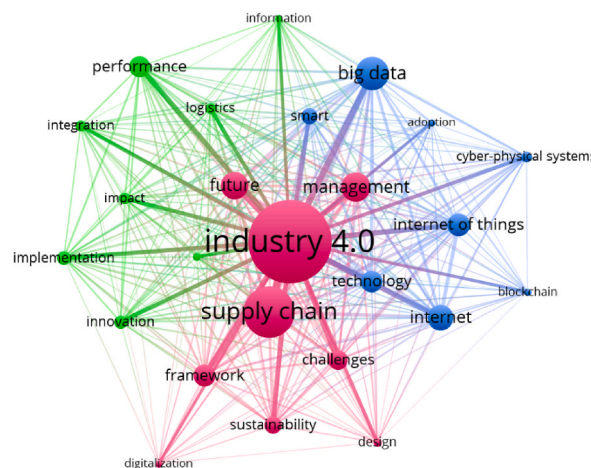 information
performance
big data
logistics
smart
integration
adoption
cyber-physical systems
future
management
impact
internet of things
industry 4.0
implementation
technology
blockchain
supply chain
innovation
internet
challenges
framework
sustainability
design
digitalization